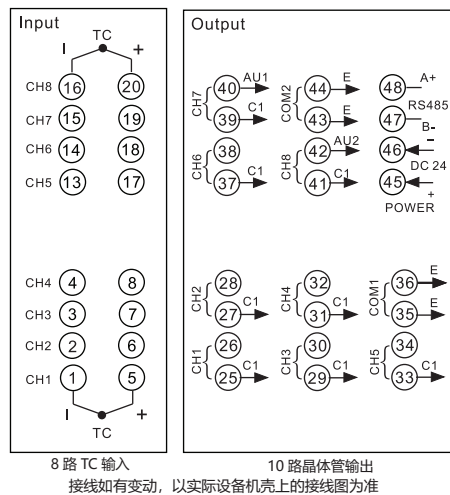 Input
TC
I +
CH8 16 20
CH7 15 19
CH6 14 18
CH5 13 17
CH4 4 8
CH3 3 7
CH2 2 6
CH1 1 5
I +
TC
8 路 TC 输入
Output
CH7 40 AU1
39 C1
COM2 44 E
43 E
48 A+
RS485
47 B-
CH6 38
37 C1
CH8 42 AU2
41 C1
46 -
DC 24
45 +
POWER
CH2 28
27 C1
CH4 32
31 C1
COM1 36 E
35 E
CH1 26
25 C1
CH3 30
29 C1
CH5 34
33 C1
10 路晶体管输出
接线如有变动，以实际设备机壳上的接线图为准